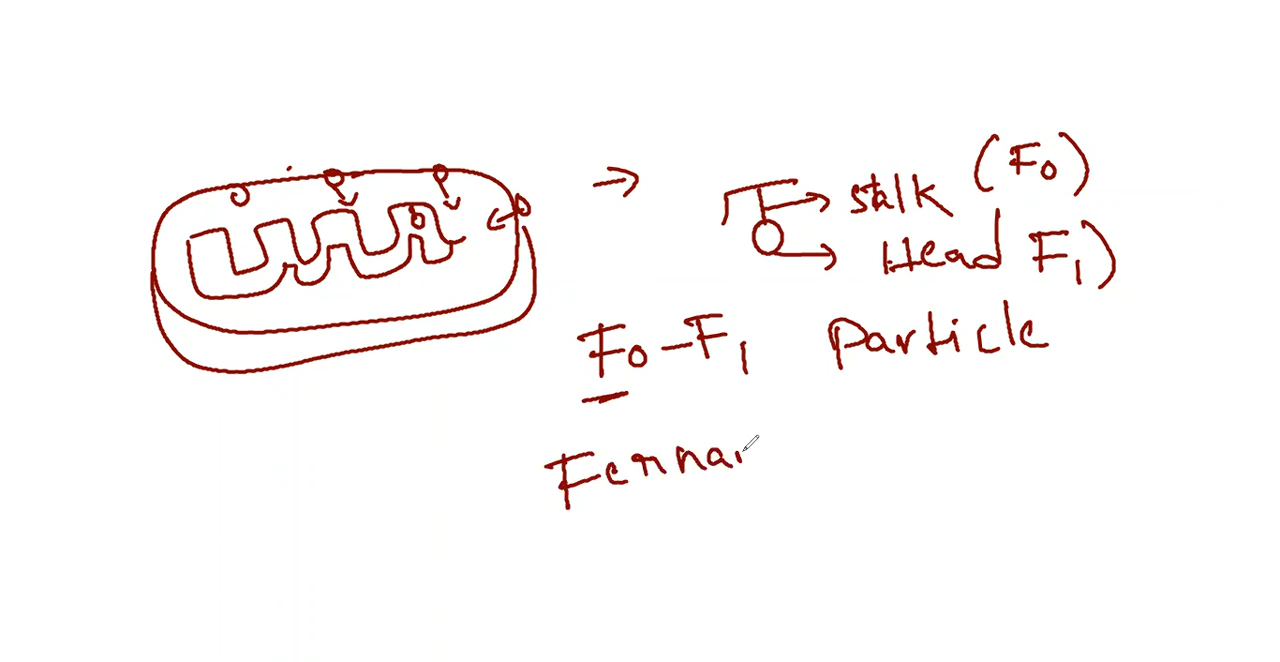 stalk (F0)
Head F1)
F0-F1 particle
Fernan